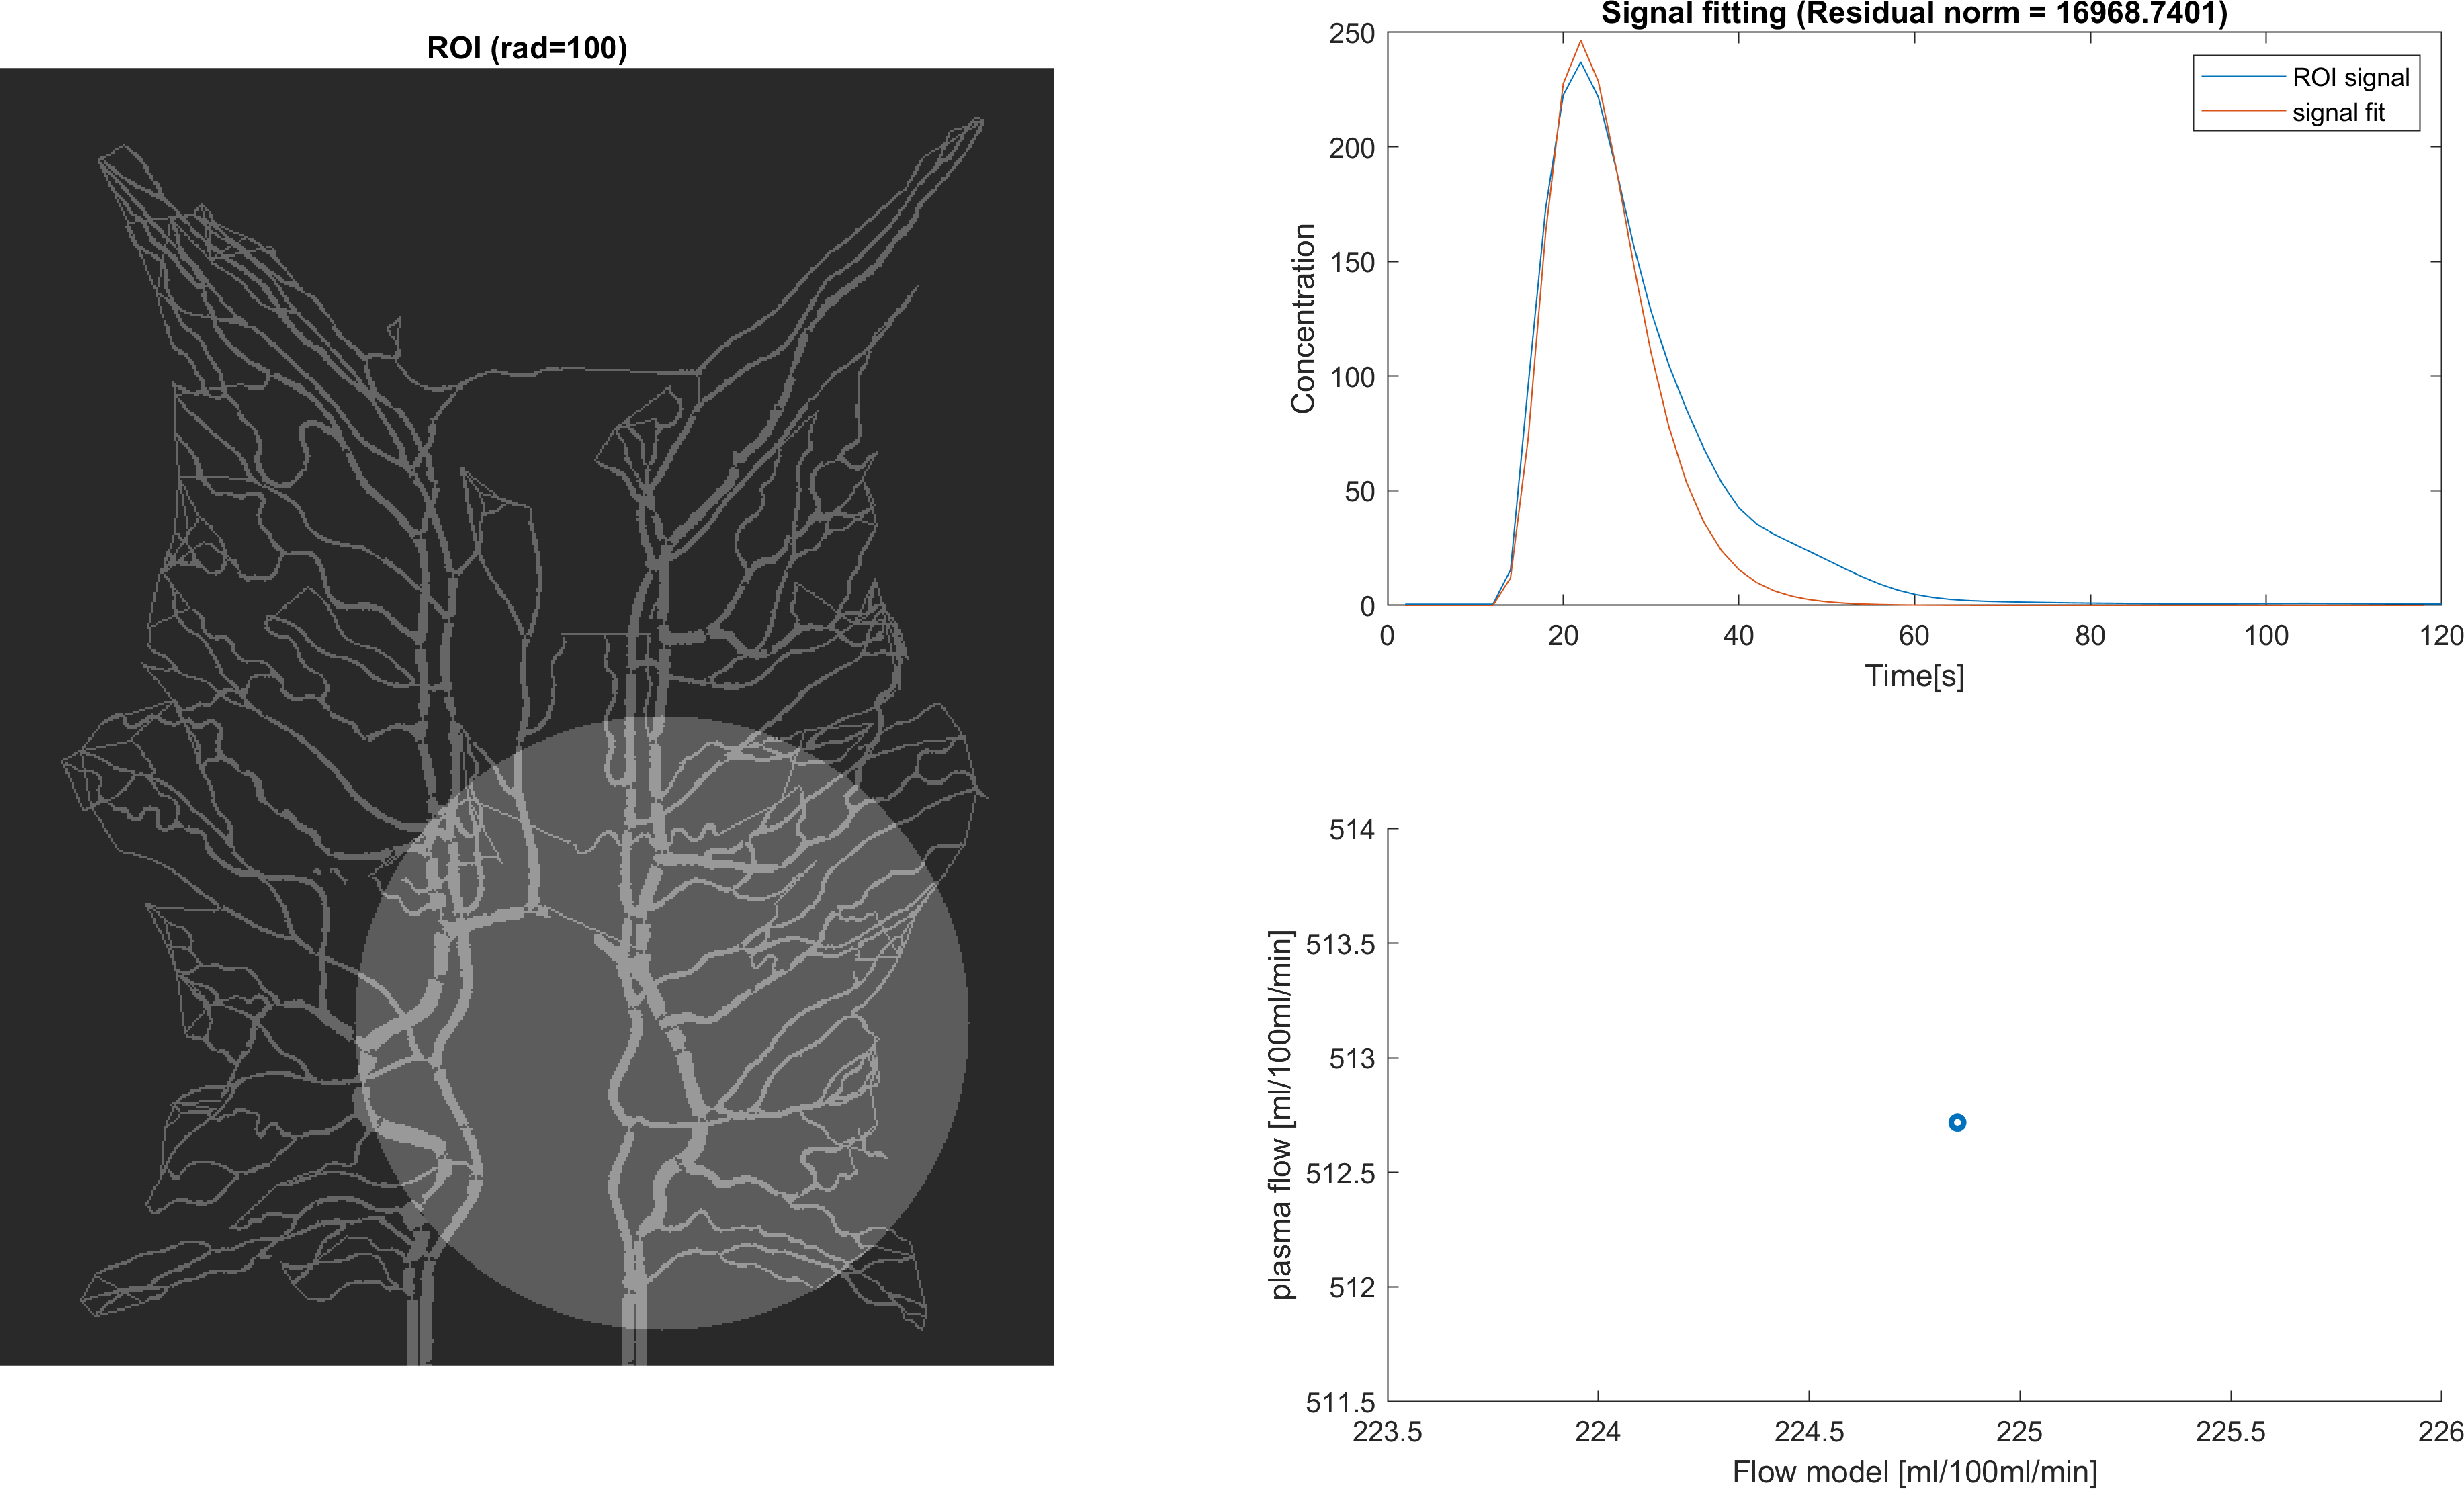 ROI (rad=100)
Signal fitting (Residual norm = 16968.7401)
250
200
150
100
50
0
Concentration
0 20 40 60 80 100 120
Time[s]
ROI signal
signal fit
514
513.5
513
512.5
512
511.5
plasma flow [ml/100ml/min]
223.5 224 224.5 225 225.5 226
Flow model [ml/100ml/min]